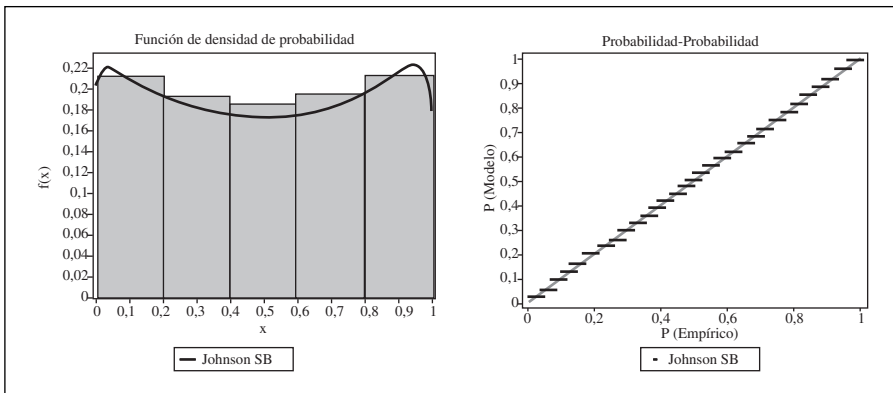 Función de densidad de probabilidad
0,22
0,2
0,18
0,16
0,14
0,12
0,1
0,08
0,06
0,04
0,02
0
f(x)
0 0,1 0,2 0,3 0,4 0,5 0,6 0,7 0,8 0,9 1
x
Johnson SB
Probabilidad-Probabilidad
1
0,9
0,8
0,7
0,6
0,5
0,4
0,3
0,2
0,1
0
P (Modelo)
0 0,2 0,4 0,6 0,8 1
P (Empírico)
Johnson SB